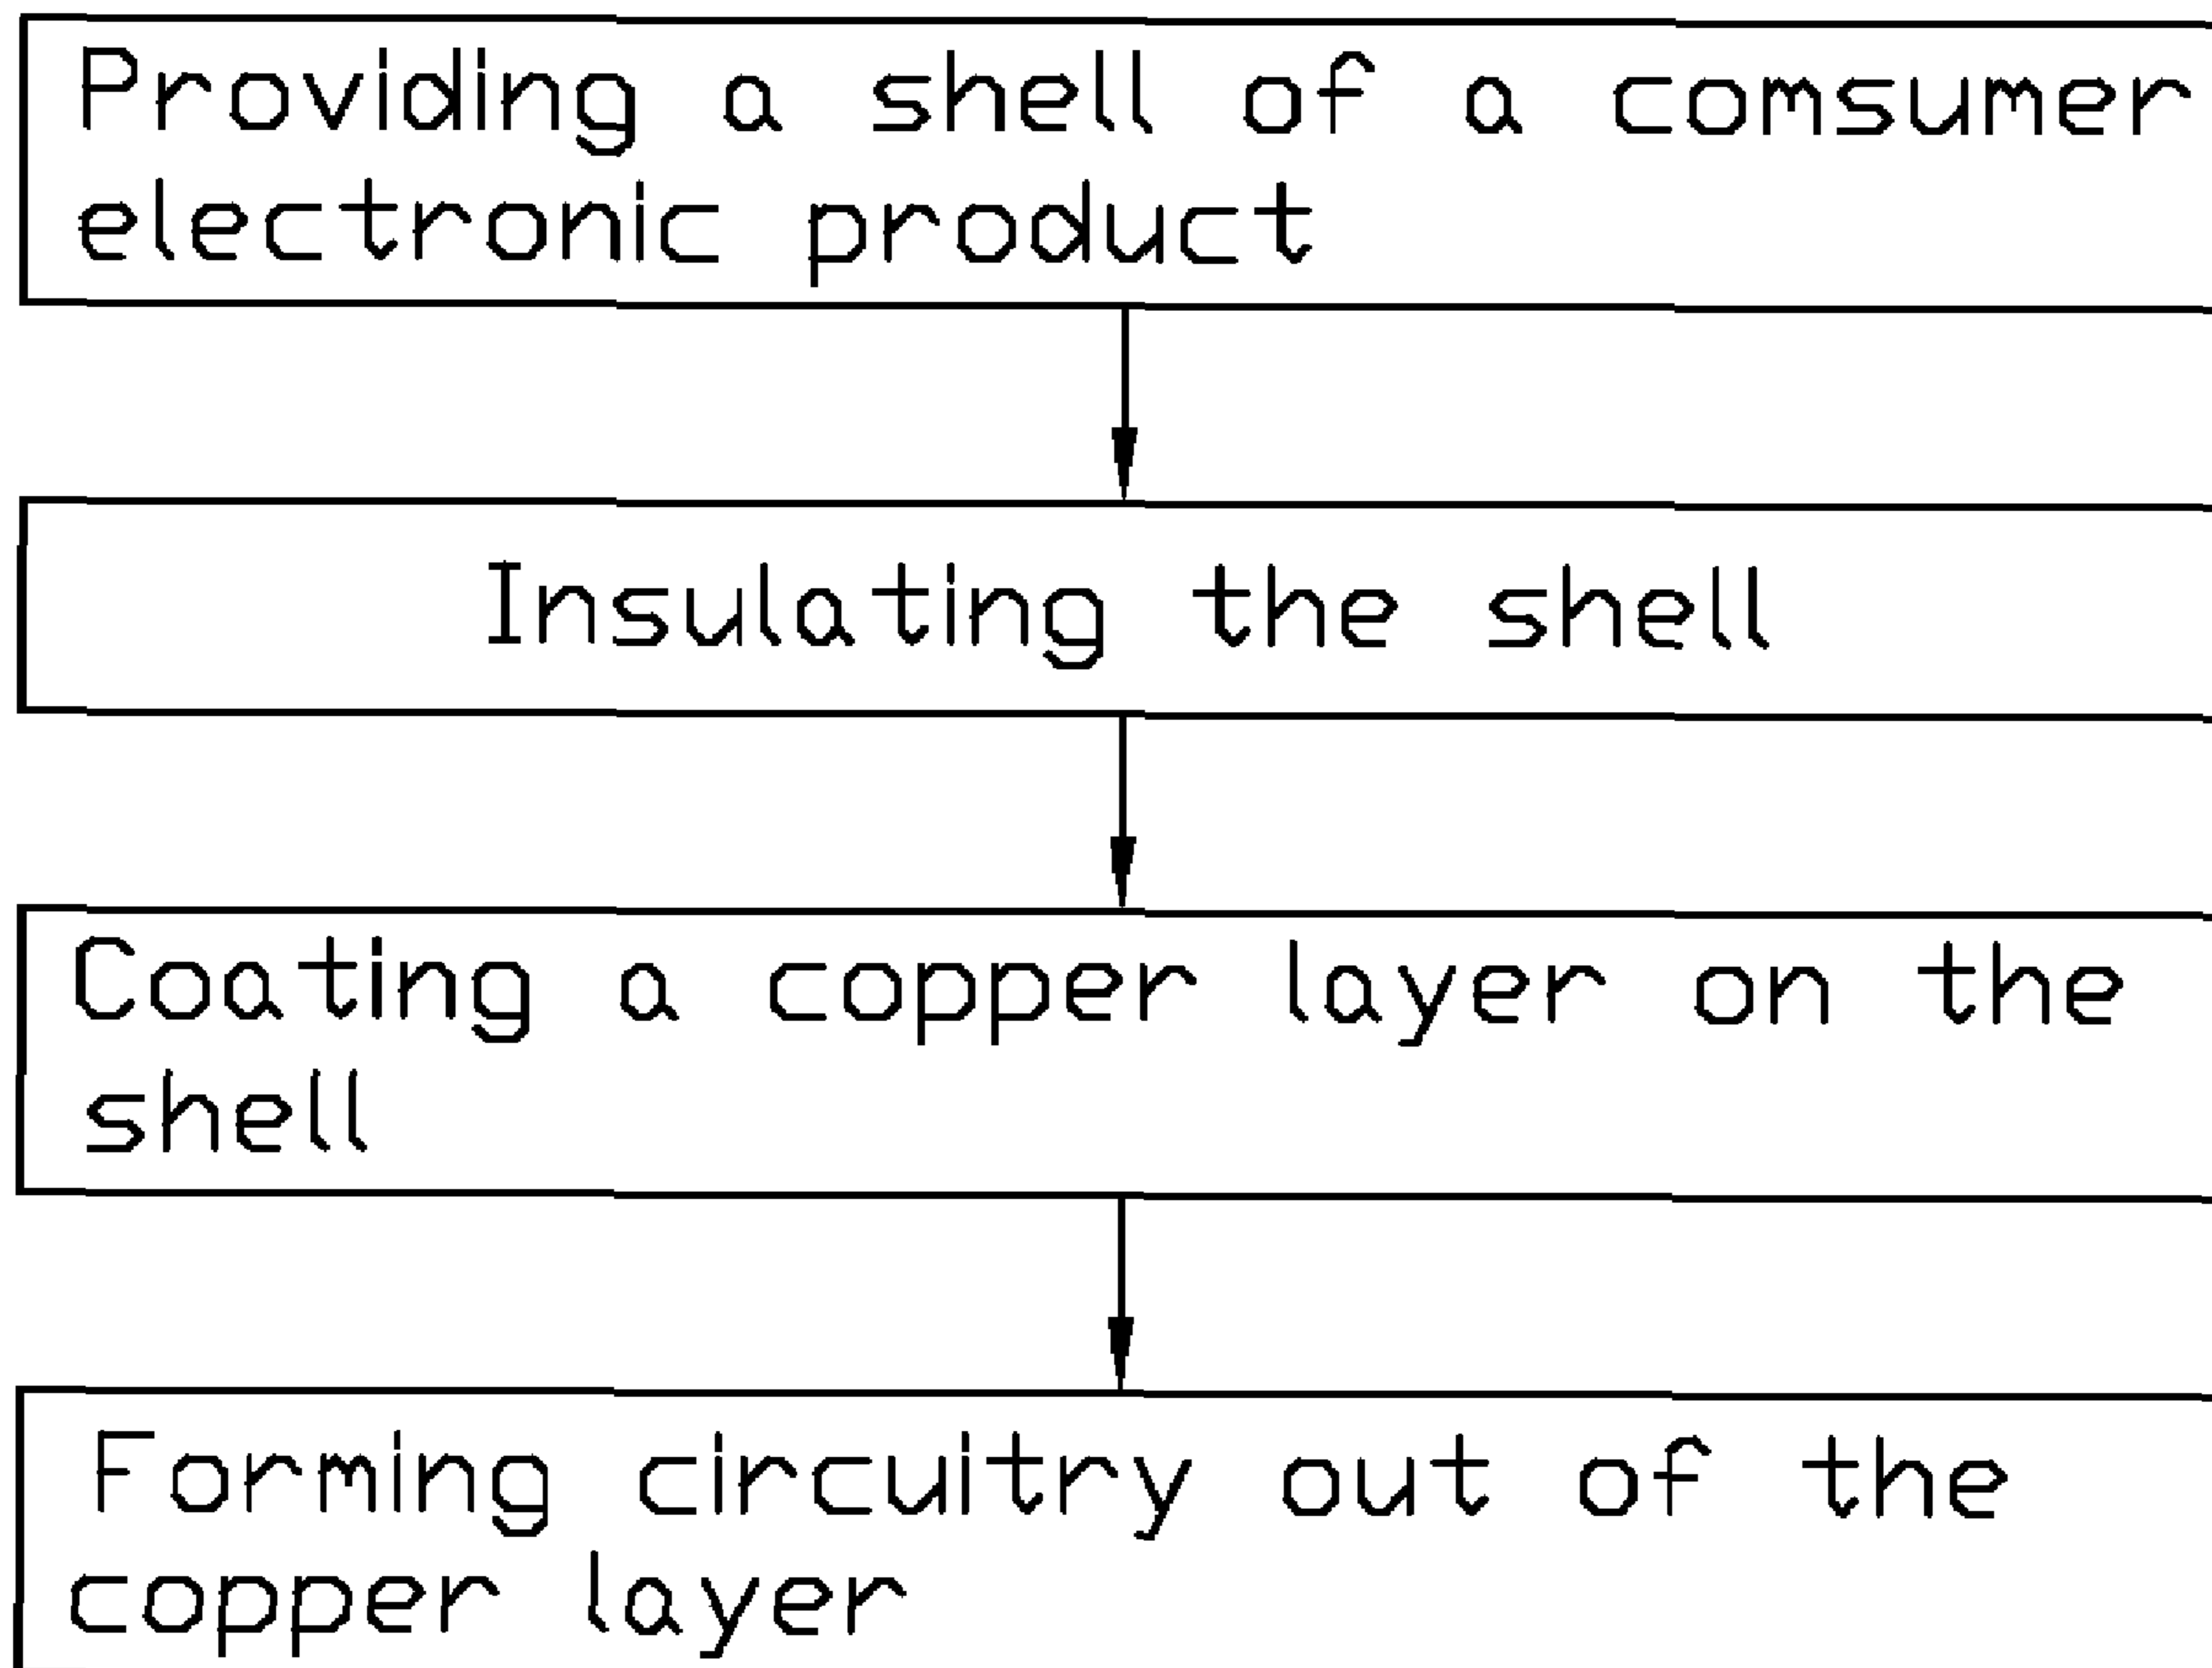 Providing a shell of a comsumer
electronic product
Insulating the shell
Coating a copper layer on the
shell
Forming circuitry out of the
copper layer